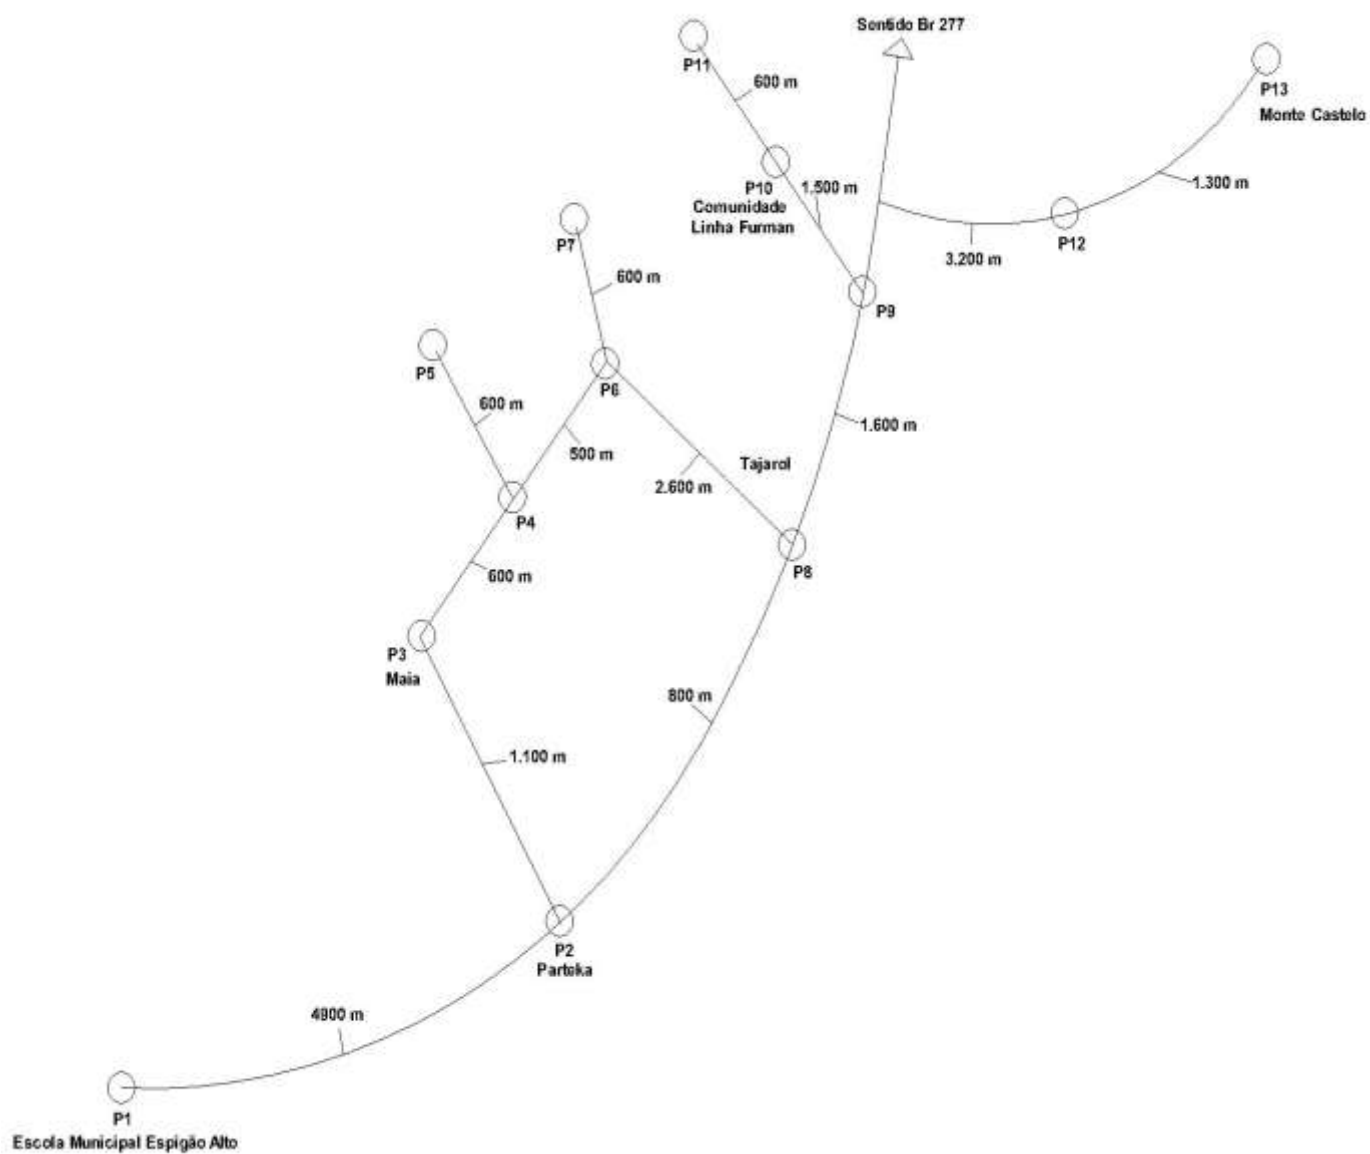 Sentido Br 277
P11
600 m
P13
Monte Castelo
P10
Comunidade
Linha Furman
1.500 m
1.300 m
P7
P12
3.200 m
600 m
P9
P5
P6
600 m
1.600 m
500 m
Tajarol
2.600 m
P4
P8
600 m
P3
Maia
800 m
1.100 m
P2
Parteka
4900 m
P1
Escola Municipal Espigão Alto